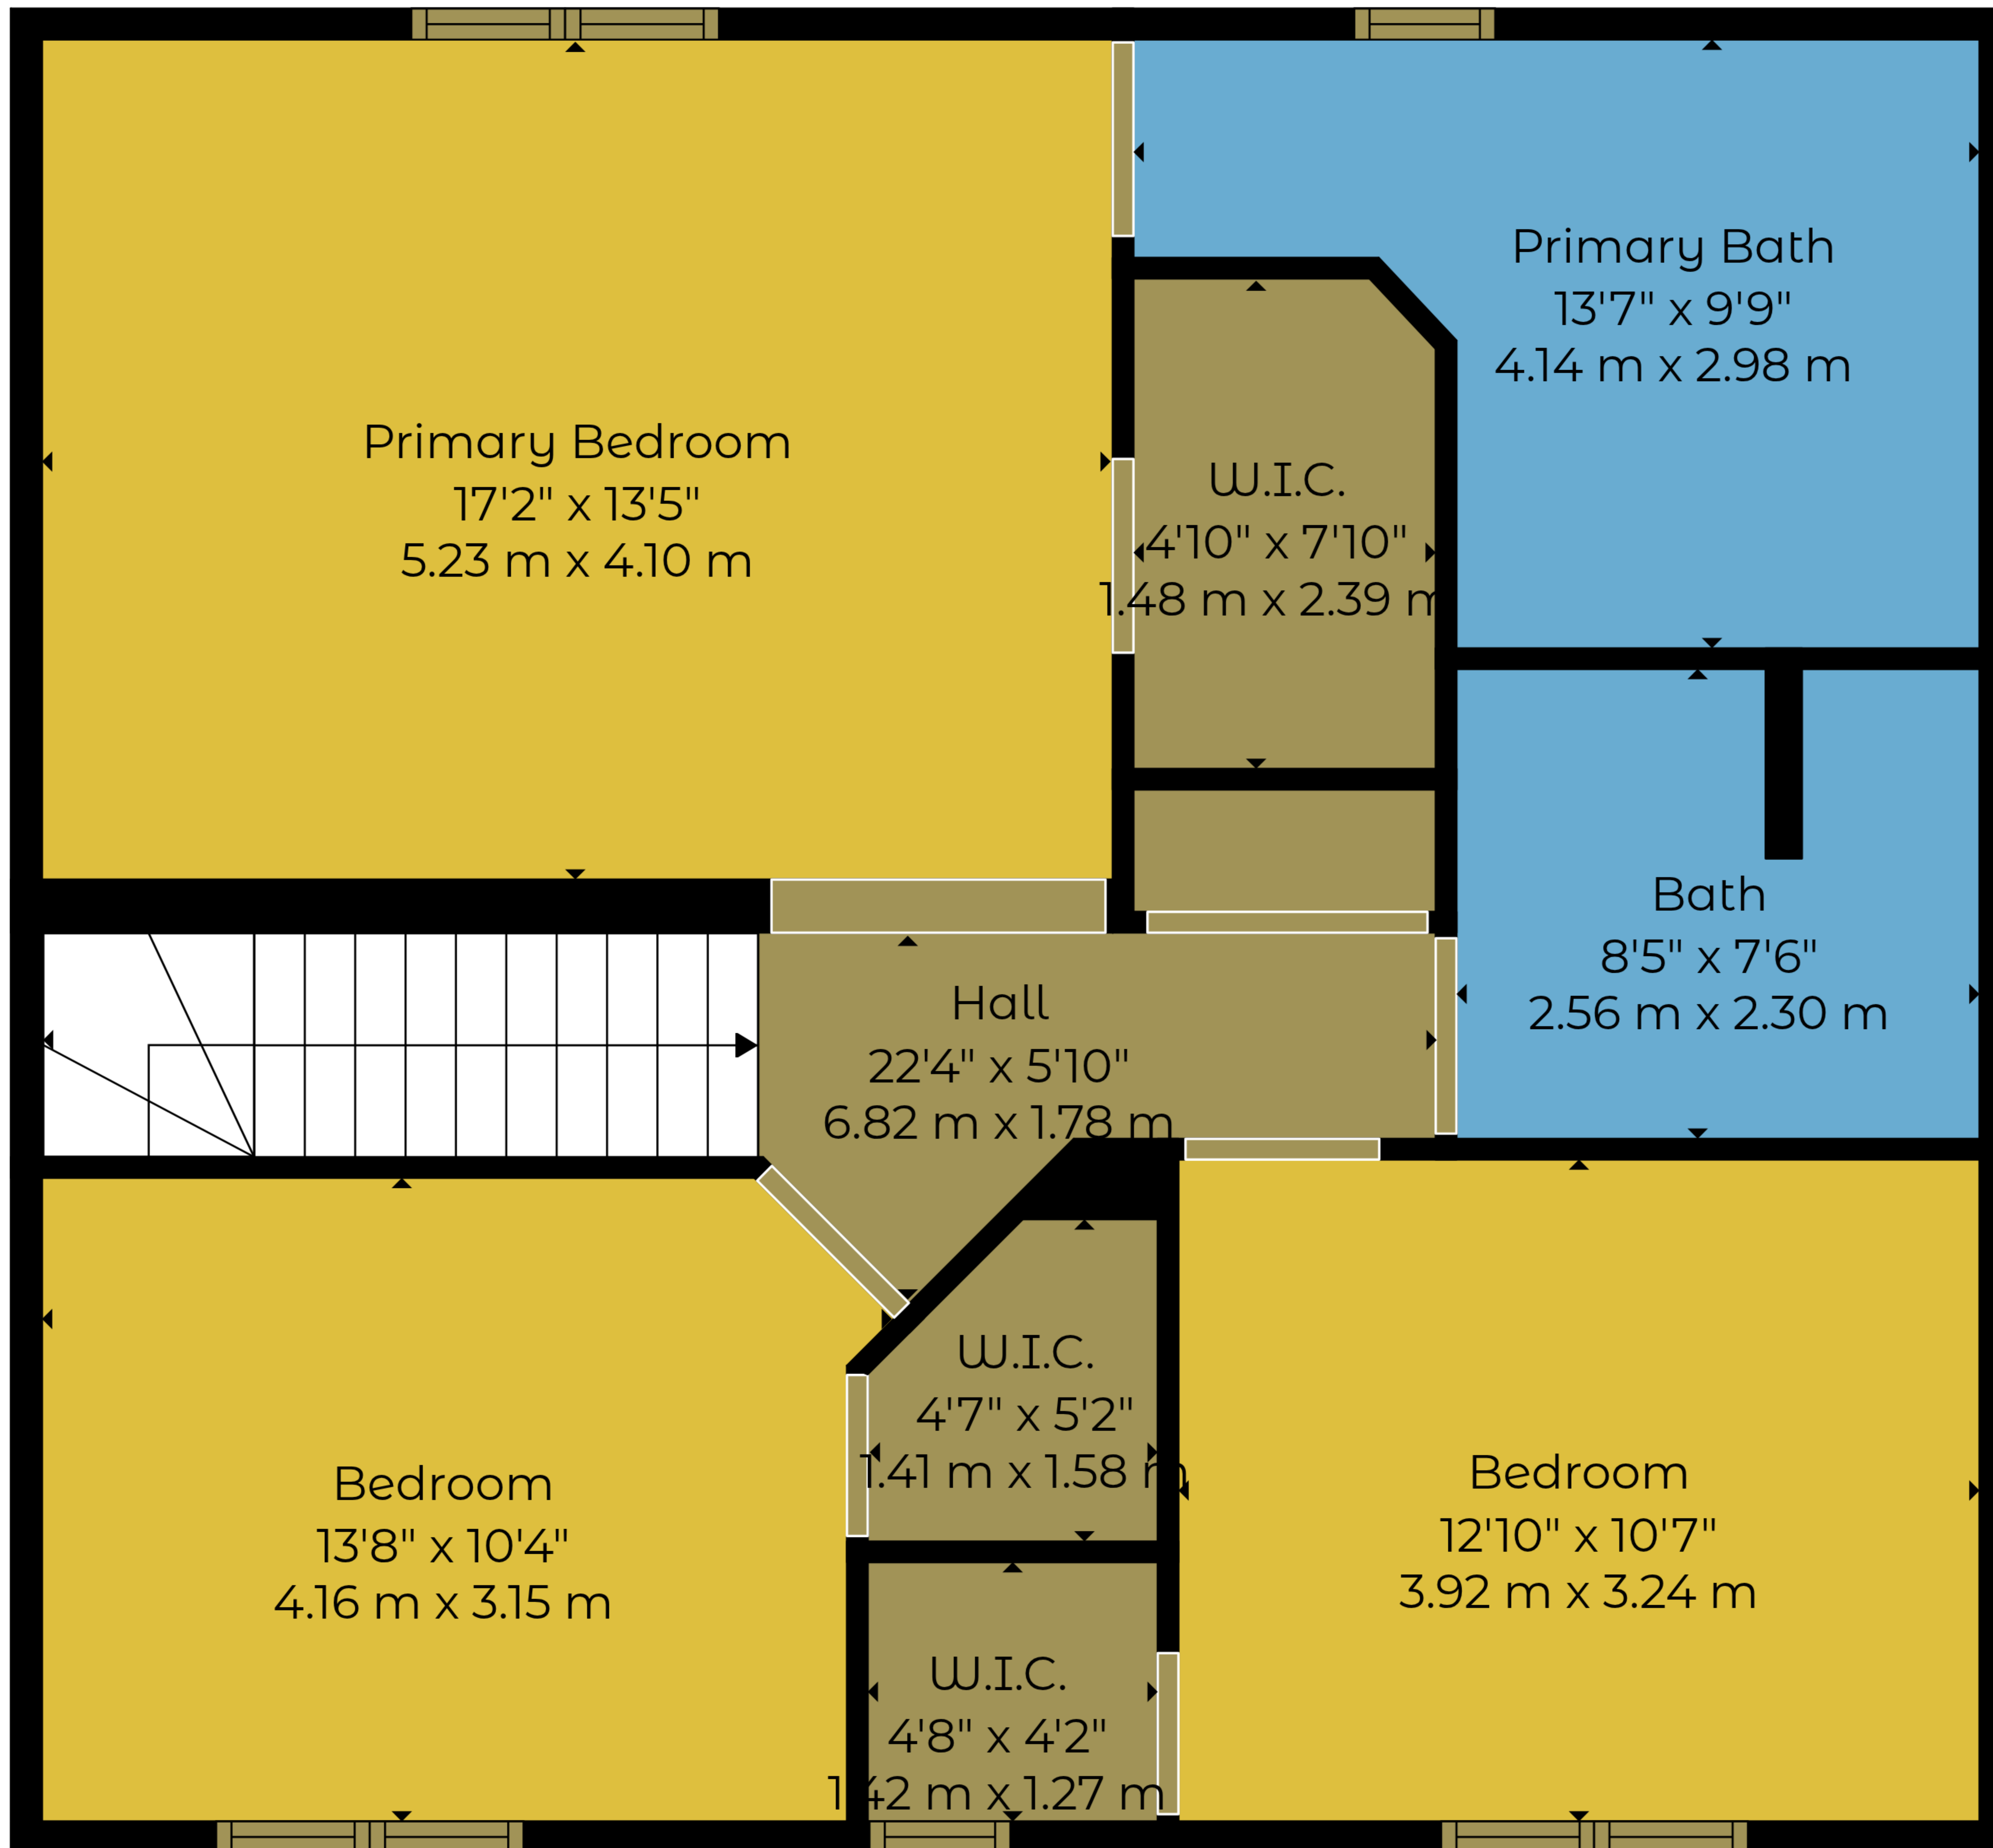 Primary Bedroom
17'2" x 13'5"
5.23 m x 4.10 m
Primary Bath
13'7" x 9'9"
4.14 m x 2.98 m
W.I.C.
4'10" x 7'10"
1.48 m x 2.39 m
Bath
8'5" x 7'6"
2.56 m x 2.30 m
Hall
22'4" x 5'10"
6.82 m x 1.78 m
W.I.C.
4'7" x 5'2"
1.41 m x 1.58 m
Bedroom
13'8" x 10'4"
4.16 m x 3.15 m
Bedroom
12'10" x 10'7"
3.92 m x 3.24 m
W.I.C.
4'8" x 4'2"
1.42 m x 1.27 m